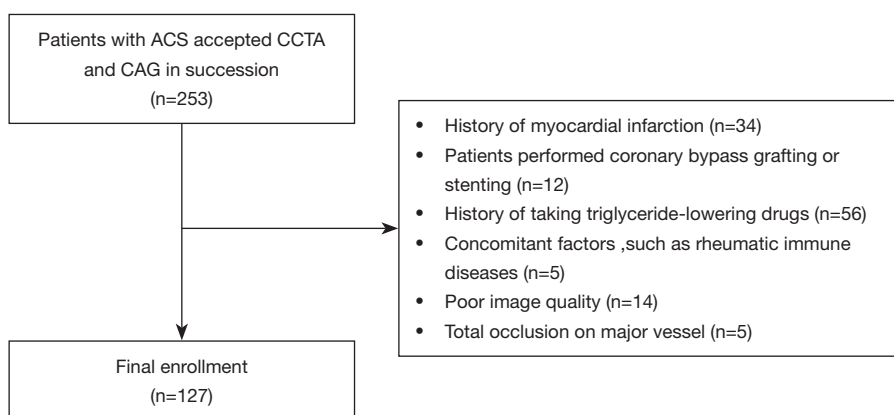 Patients with ACS accepted CCTA
and CAG in succession
(n=253)
• History of myocardial infarction (n=34)
• Patients performed coronary bypass grafting or
stenting (n=12)
• History of taking triglyceride-lowering drugs (n=56)
• Concomitant factors ,such as rheumatic immune
diseases (n=5)
• Poor image quality (n=14)
• Total occlusion on major vessel (n=5)
Final enrollment
(n=127)